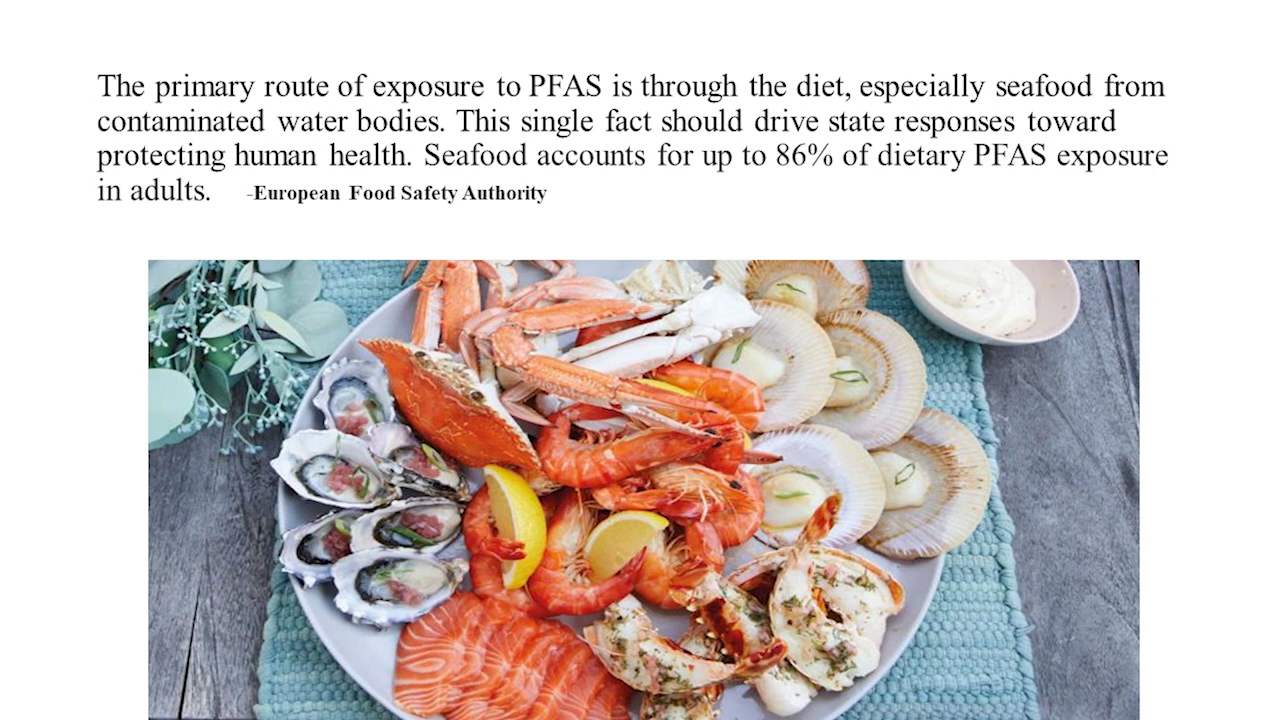 The primary route of exposure to PFAS is through the diet, especially seafood from
contaminated water bodies. This single fact should drive state responses toward
protecting human health. Seafood accounts for up to 86% of dietary PFAS exposure
in adults. -European Food Safety Authority